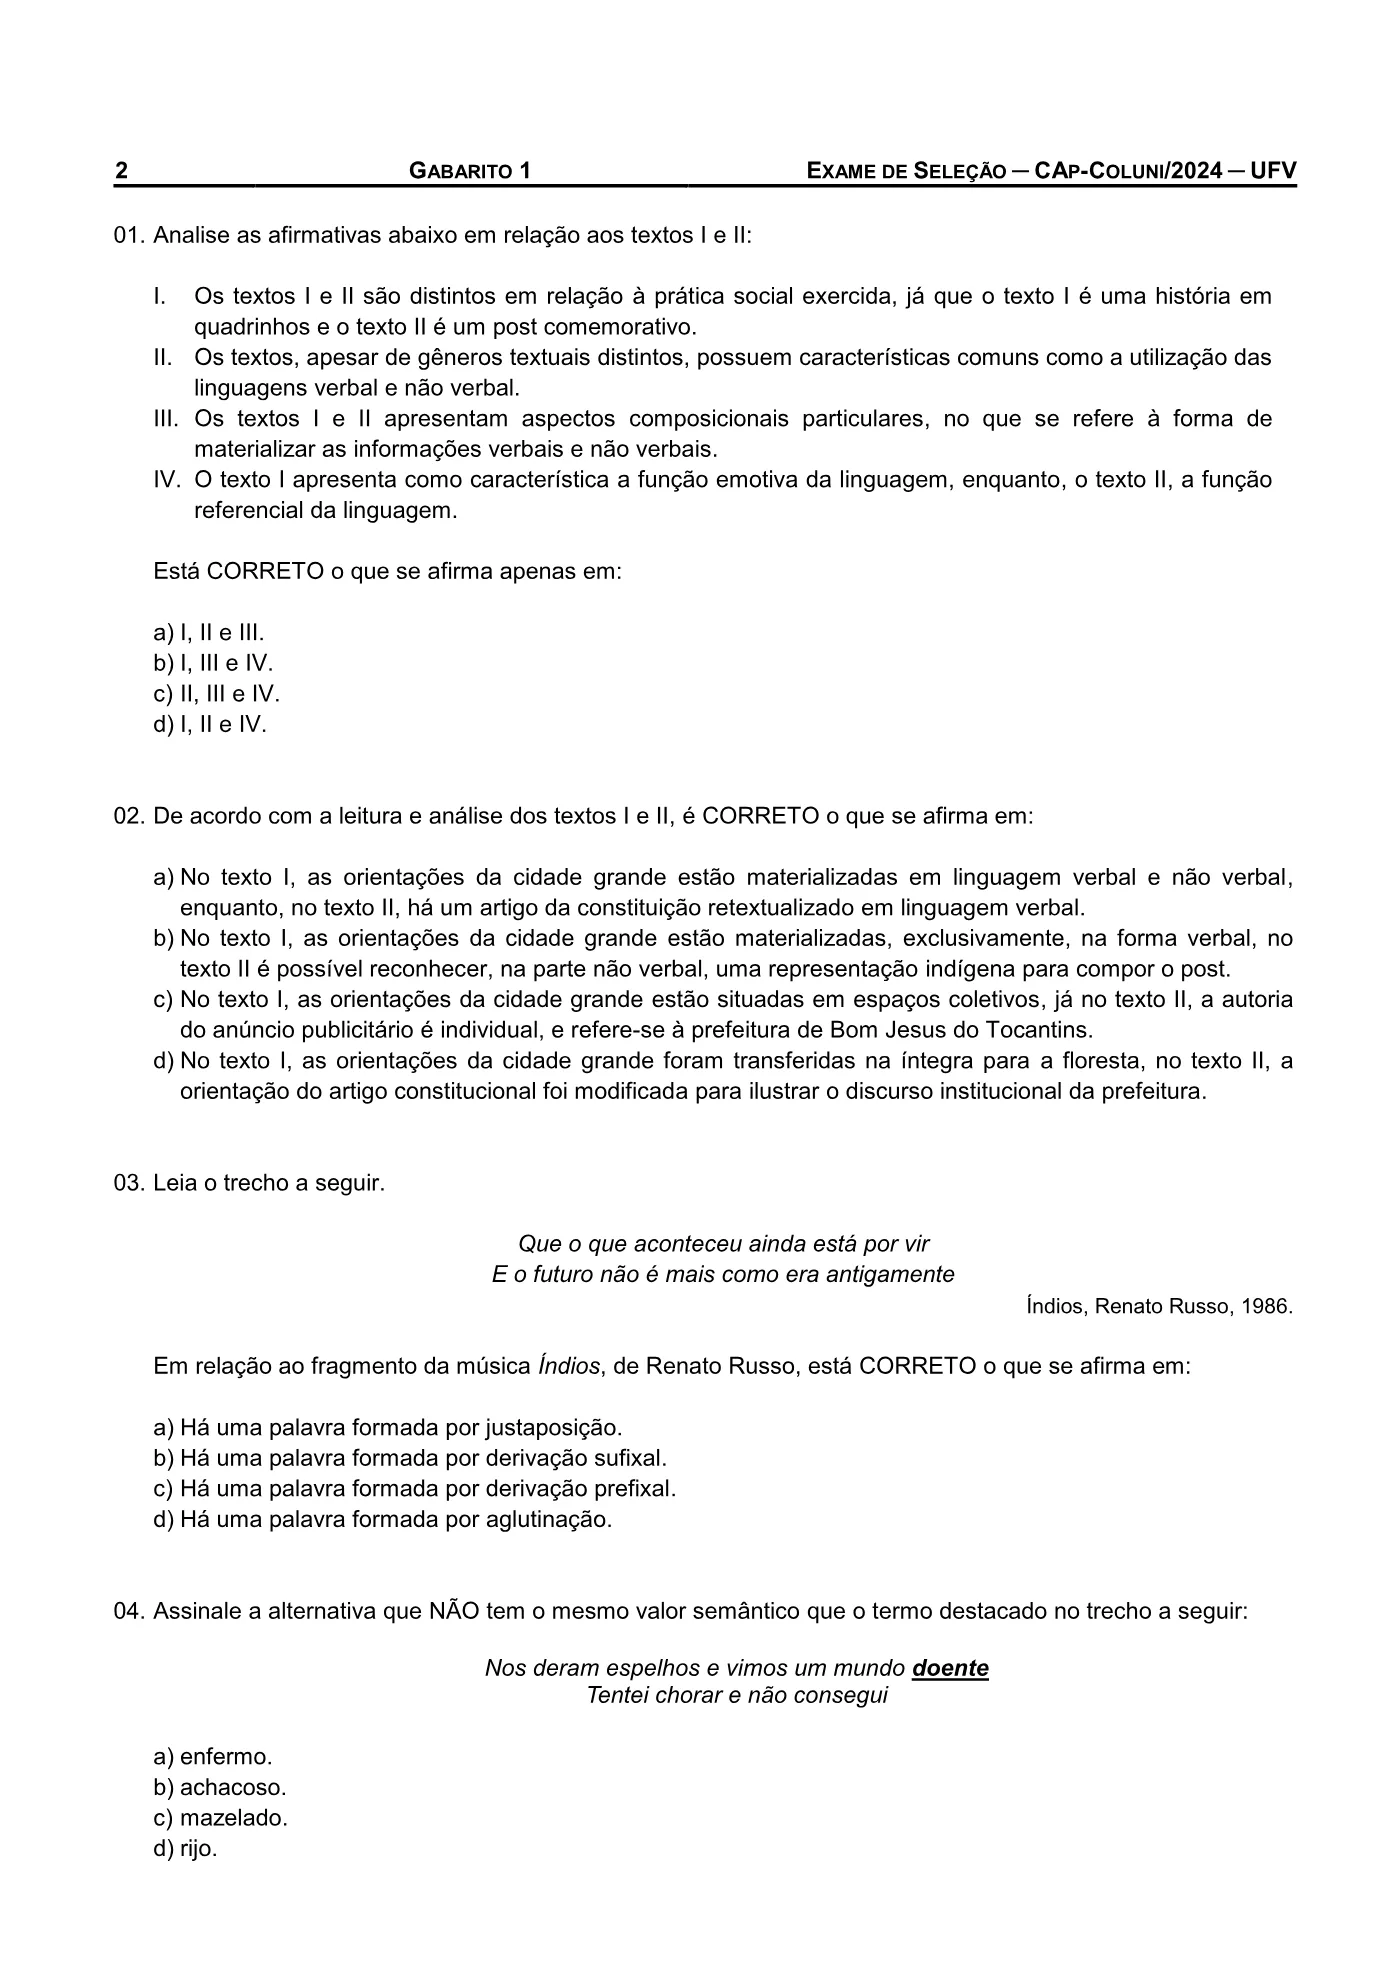 2 GABARITO 1 EXAME DE SELEÇÃO — CAP-COLUNI/2024 — UFV
01. Analise as afirmativas abaixo em relação aos textos I e II:
I. Os textos I e II são distintos em relação à prática social exercida, já que o texto I é uma história em
quadrinhos e o texto II é um post comemorativo.
II. Os textos, apesar de gêneros textuais distintos, possuem características comuns como a utilização das
linguagens verbal e não verbal.
III. Os textos I e II apresentam aspectos composicionais particulares, no que se refere à forma de
materializar as informações verbais e não verbais.
IV. O texto I apresenta como característica a função emotiva da linguagem, enquanto, o texto II, a função
referencial da linguagem.
Está CORRETO o que se afirma apenas em:
a) I, II e III.
b) I, III e IV.
c) II, III e IV.
d) I, II e IV.
02. De acordo com a leitura e análise dos textos I e II, é CORRETO o que se afirma em:
a) No texto I, as orientações da cidade grande estão materializadas em linguagem verbal e não verbal,
enquanto, no texto II, há um artigo da constituição retextualizado em linguagem verbal.
b) No texto I, as orientações da cidade grande estão materializadas, exclusivamente, na forma verbal, no
texto II é possível reconhecer, na parte não verbal, uma representação indígena para compor o post.
c) No texto I, as orientações da cidade grande estão situadas em espaços coletivos, já no texto II, a autoria
do anúncio publicitário é individual, e refere-se à prefeitura de Bom Jesus do Tocantins.
d) No texto I, as orientações da cidade grande foram transferidas na íntegra para a floresta, no texto II, a
orientação do artigo constitucional foi modificada para ilustrar o discurso institucional da prefeitura.
03. Leia o trecho a seguir.
Que o que aconteceu ainda está por vir
E o futuro não é mais como era antigamente
Índios, Renato Russo, 1986.
Em relação ao fragmento da música Índios, de Renato Russo, está CORRETO o que se afirma em:
a) Há uma palavra formada por justaposição.
b) Há uma palavra formada por derivação sufixal.
c) Há uma palavra formada por derivação prefixal.
d) Há uma palavra formada por aglutinação.
04. Assinale a alternativa que NÃO tem o mesmo valor semântico que o termo destacado no trecho a seguir:
Nos deram espelhos e vimos um mundo doente
Tentei chorar e não consegui
a) enfermo.
b) achacoso.
c) mazelado.
d) rijo.